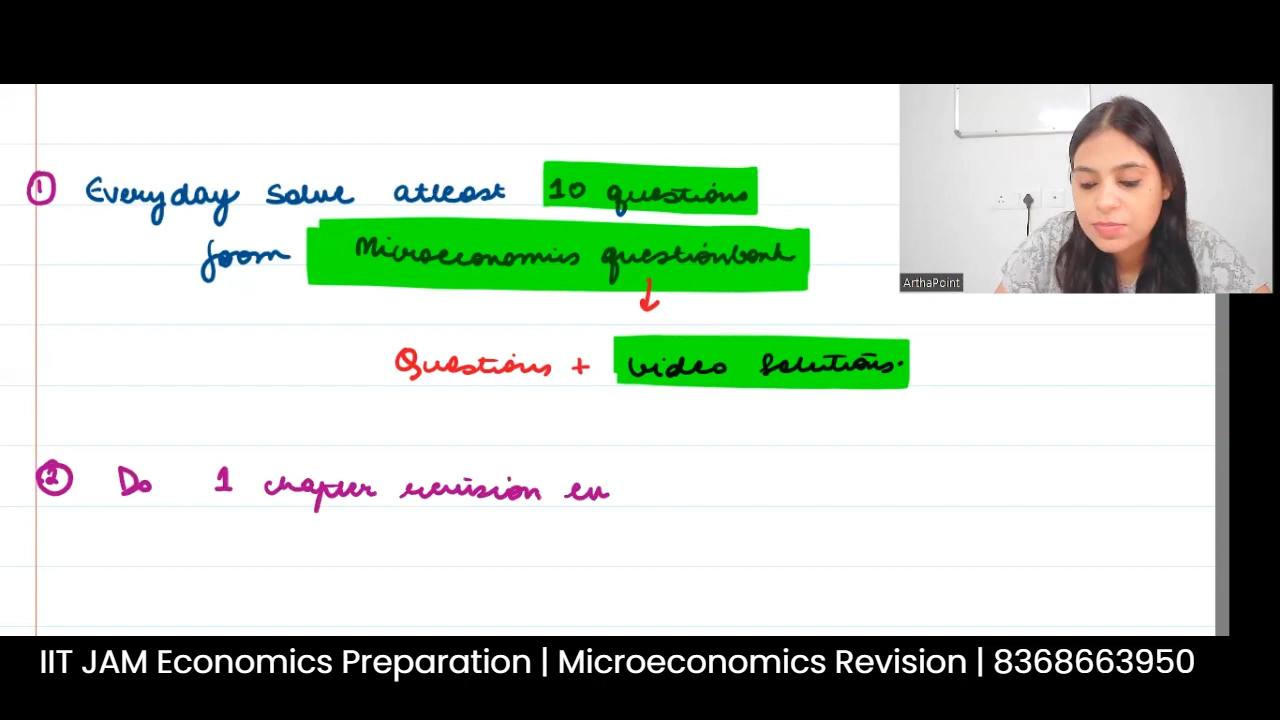 ① Everyday solve atleast 10 questions
from Microeconomics questionbank
↓
Questions + video solutions.
② Do 1 chapter revision eve
ArthaPoint
IIT JAM Economics Preparation | Microeconomics Revision | 8368663950